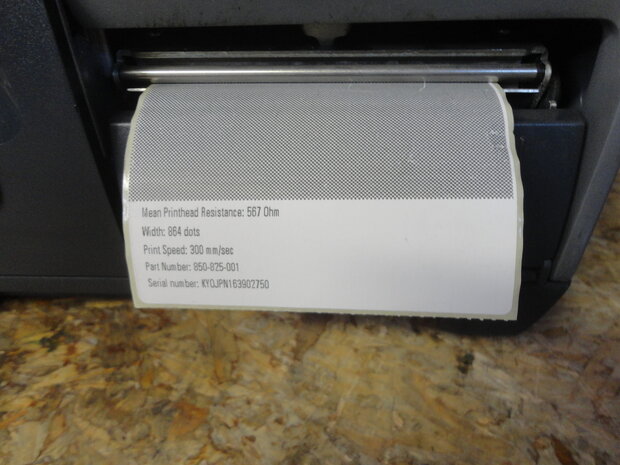 Mean Printhead Resistance: 567 Ohm
Width: 864 dots
Print Speed: 300 mm/sec
Part Number: 850-825-001
Serial number: KYOJPN163902750